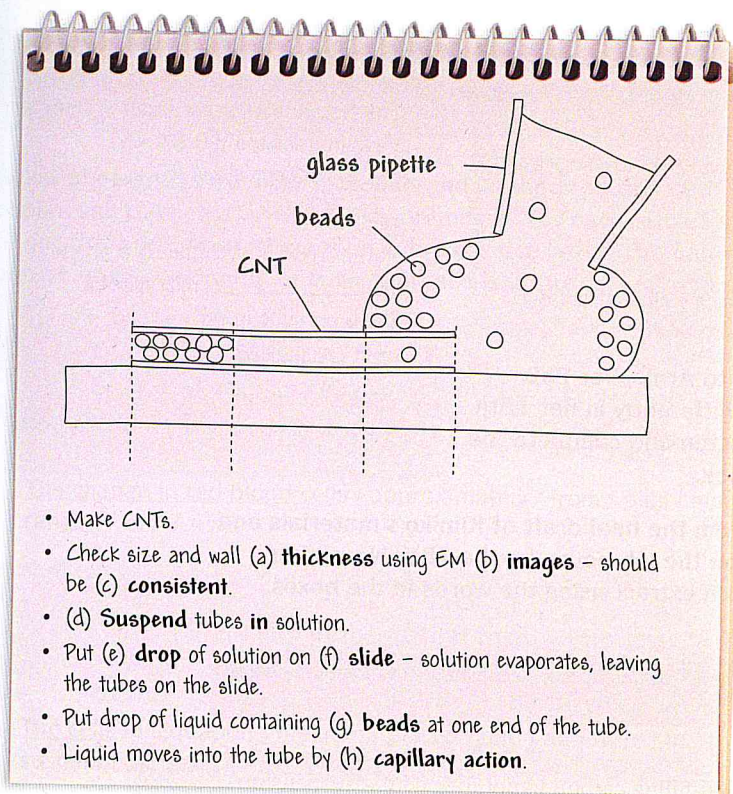 glass pipette
beads
CNT
• Make CNTs.
• Check size and wall (a) thickness using EM (b) images – should
be (c) consistent.
• (d) Suspend tubes in solution.
• Put (e) drop of solution on (f) slide – solution evaporates, leaving
the tubes on the slide.
• Put drop of liquid containing (g) beads at one end of the tube.
• Liquid moves into the tube by (h) capillary action.